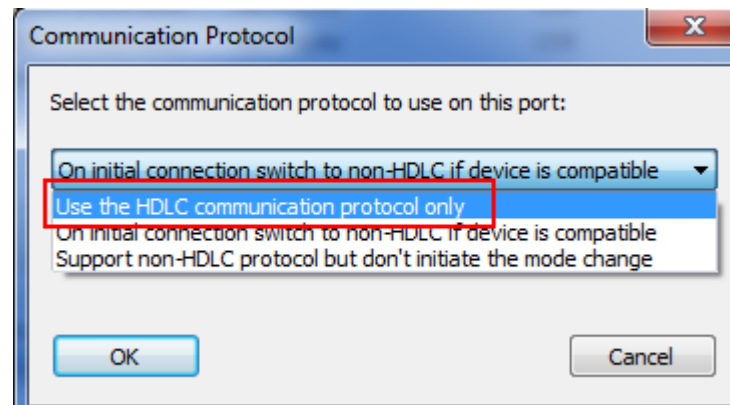 Communication Protocol
Select the communication protocol to use on this port:
On initial connection switch to non-HDLC if device is compatible
Use the HDLC communication protocol only
On initial connection switch to non-HDLC if device is compatible
Support non-HDLC protocol but don't initiate the mode change
OK
Cancel